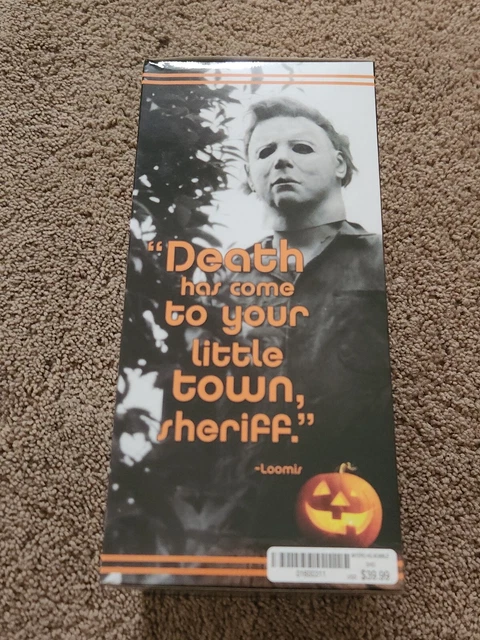 “Death
has come
to your
little
town,
sheriff.”
-Loomis
$39.99